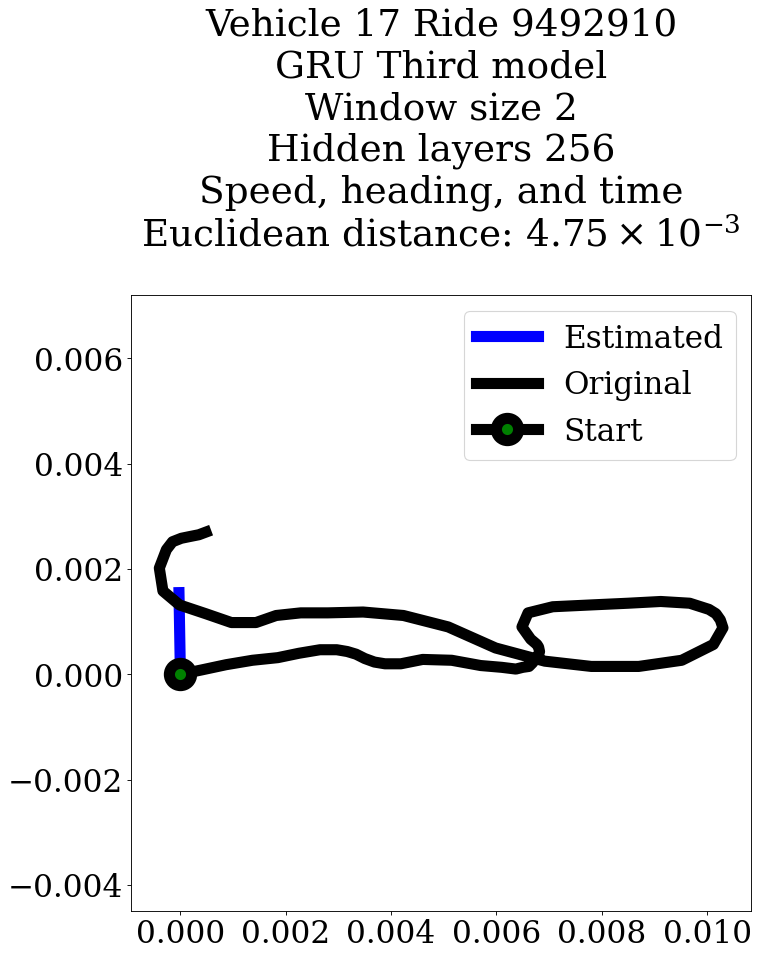 Vehicle 17 Ride 9492910
GRU Third model
Window size 2
Hidden layers 256
Speed, heading, and time
Euclidean distance: 4.75 × 10⁻³
Estimated
Original
Start
0.006
0.004
0.002
0.000
−0.002
−0.004
0.000 0.002 0.004 0.006 0.008 0.010